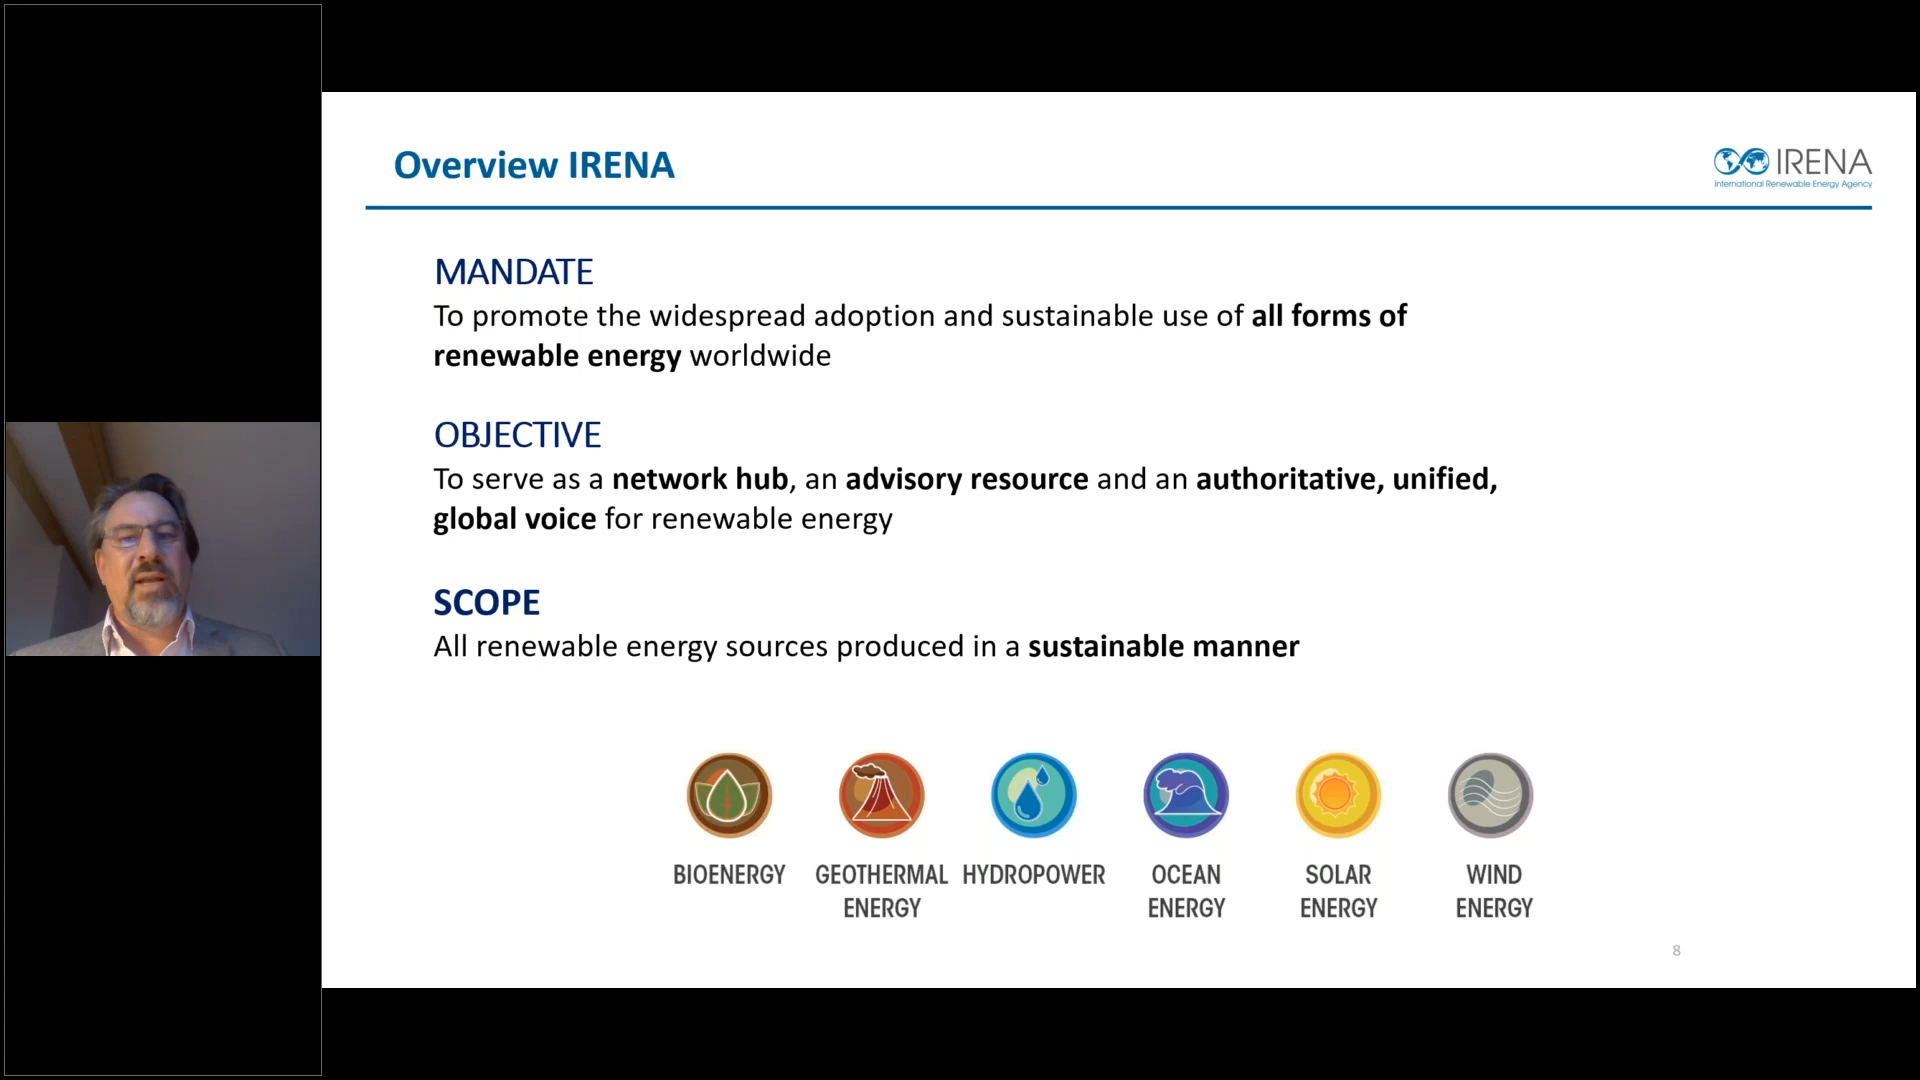 Overview IRENA
IRENA
International Renewable Energy Agency
MANDATE
To promote the widespread adoption and sustainable use of all forms of
renewable energy worldwide
OBJECTIVE
To serve as a network hub, an advisory resource and an authoritative, unified,
global voice for renewable energy
SCOPE
All renewable energy sources produced in a sustainable manner
BIOENERGY
GEOTHERMAL
ENERGY
HYDROPOWER
OCEAN
ENERGY
SOLAR
ENERGY
WIND
ENERGY
8